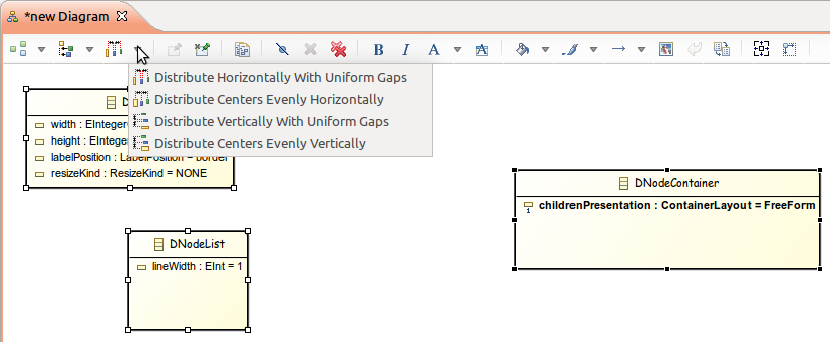 *new Diagram
B I A A
Distribute Horizontally With Uniform Gaps
Distribute Centers Evenly Horizontally
Distribute Vertically With Uniform Gaps
Distribute Centers Evenly Vertically
D
width : EInteger
height : EInteger
labelPosition : LabelPosition = border
resizeKind : ResizeKind = NONE
DNodeContainer
1 childrenPresentation : ContainerLayout = FreeForm
DNodeList
lineWidth : EInt = 1